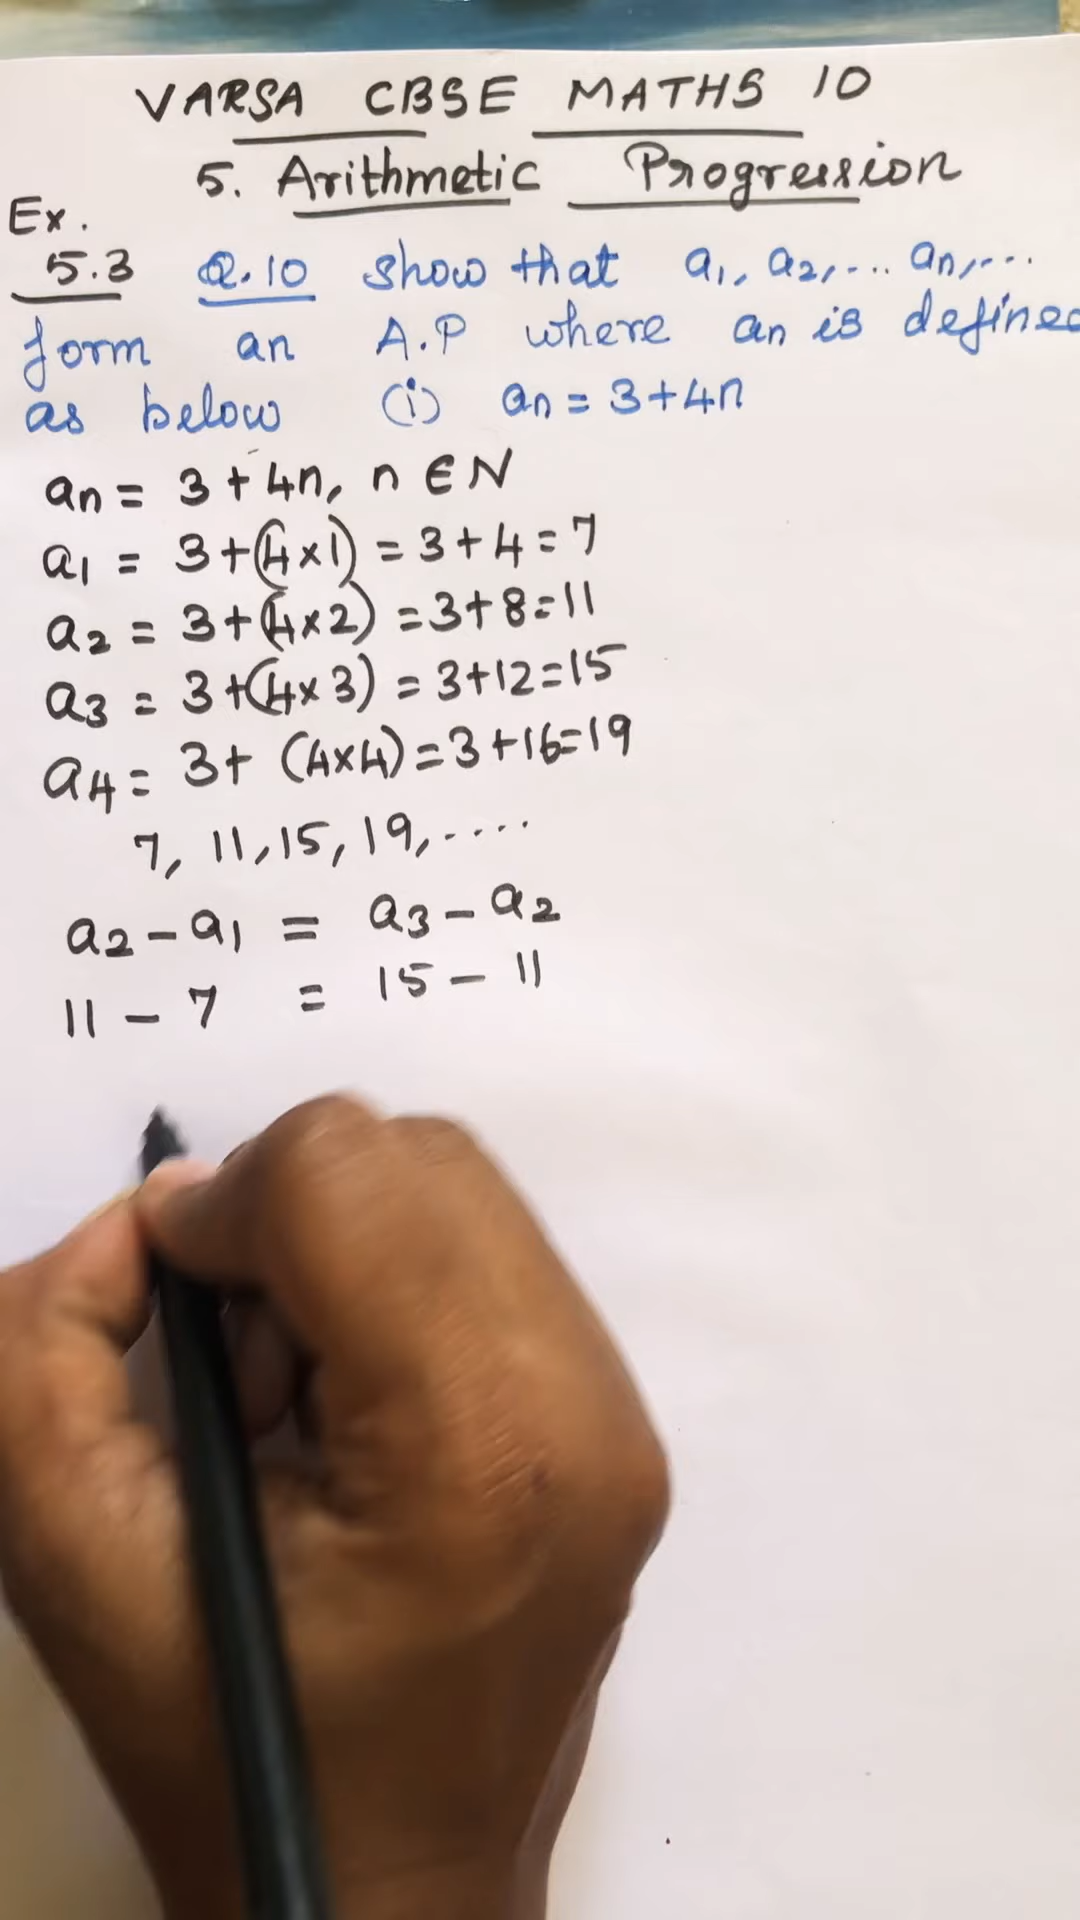 VARSA CBSE MATHS 10
5. Arithmetic Progression
Ex.
5.3 Q.10 show that a₁, a₂,... aₙ,...
form an A.P where aₙ is defined
as below (i) aₙ = 3+4n
aₙ = 3+4n, n ∈ N
a₁ = 3+(4×1) = 3+4=7
a₂ = 3+(4×2) =3+8=11
a₃ = 3+(4×3) = 3+12=15
a₄ = 3+ (4×4)=3+16=19
7, 11, 15, 19, ....
a₂-a₁ = a₃-a₂
11-7 = 15-11